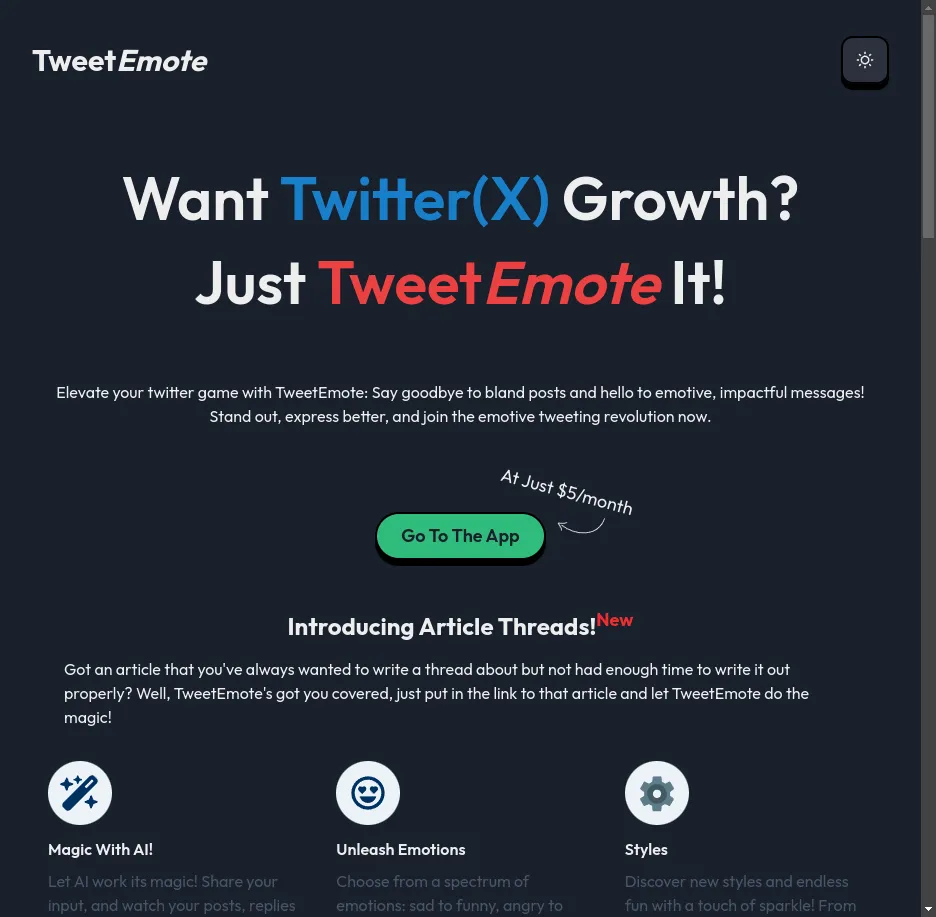 TweetEmote
Want Twitter(X) Growth?
Just TweetEmote It!
Elevate your twitter game with TweetEmote: Say goodbye to bland posts and hello to emotive, impactful messages!
Stand out, express better, and join the emotive tweeting revolution now.
At Just $5/month
Go To The App
Introducing Article Threads!New
Got an article that you've always wanted to write a thread about but not had enough time to write it out
properly? Well, TweetEmote's got you covered, just put in the link to that article and let TweetEmote do the
magic!
Magic With AI!
Let AI work its magic! Share your
input, and watch your posts, replies
Unleash Emotions
Choose from a spectrum of
emotions: sad to funny, angry to
Styles
Discover new styles and endless
fun with a touch of sparkle! From